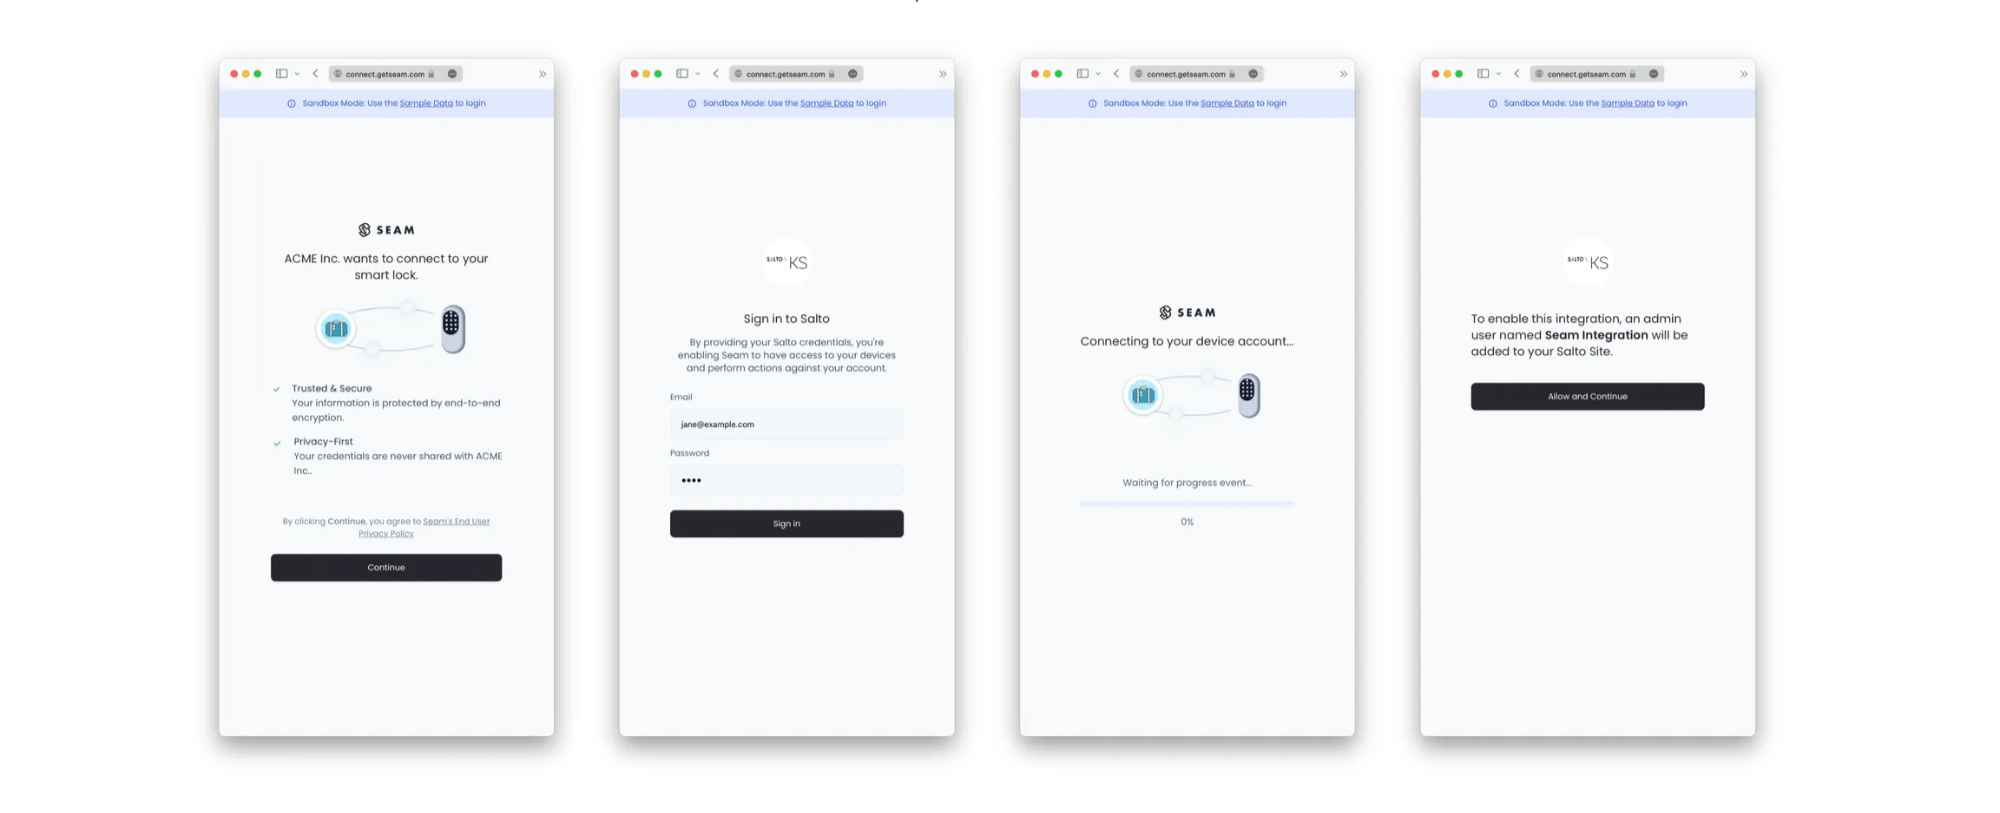 connect.getseam.com
Sandbox Mode: Use the Sample Data to login
SEAM
ACME Inc. wants to connect to your
smart lock.
Trusted & Secure
Your information is protected by end-to-end
encryption.
Privacy-First
Your credentials are never shared with ACME
Inc..
By clicking Continue, you agree to Seam's End User
Privacy Policy
Continue
connect.getseam.com
Sandbox Mode: Use the Sample Data to login
SALTO KS
Sign in to Salto
By providing your Salto credentials, you're
enabling Seam to have access to your devices
and perform actions against your account.
Email
jane@example.com
Password
••••
Sign in
connect.getseam.com
Sandbox Mode: Use the Sample Data to login
SEAM
Connecting to your device account...
Waiting for progress event...
0%
connect.getseam.com
Sandbox Mode: Use the Sample Data to login
SALTO KS
To enable this integration, an admin
user named Seam Integration will be
added to your Salto Site.
Allow and Continue